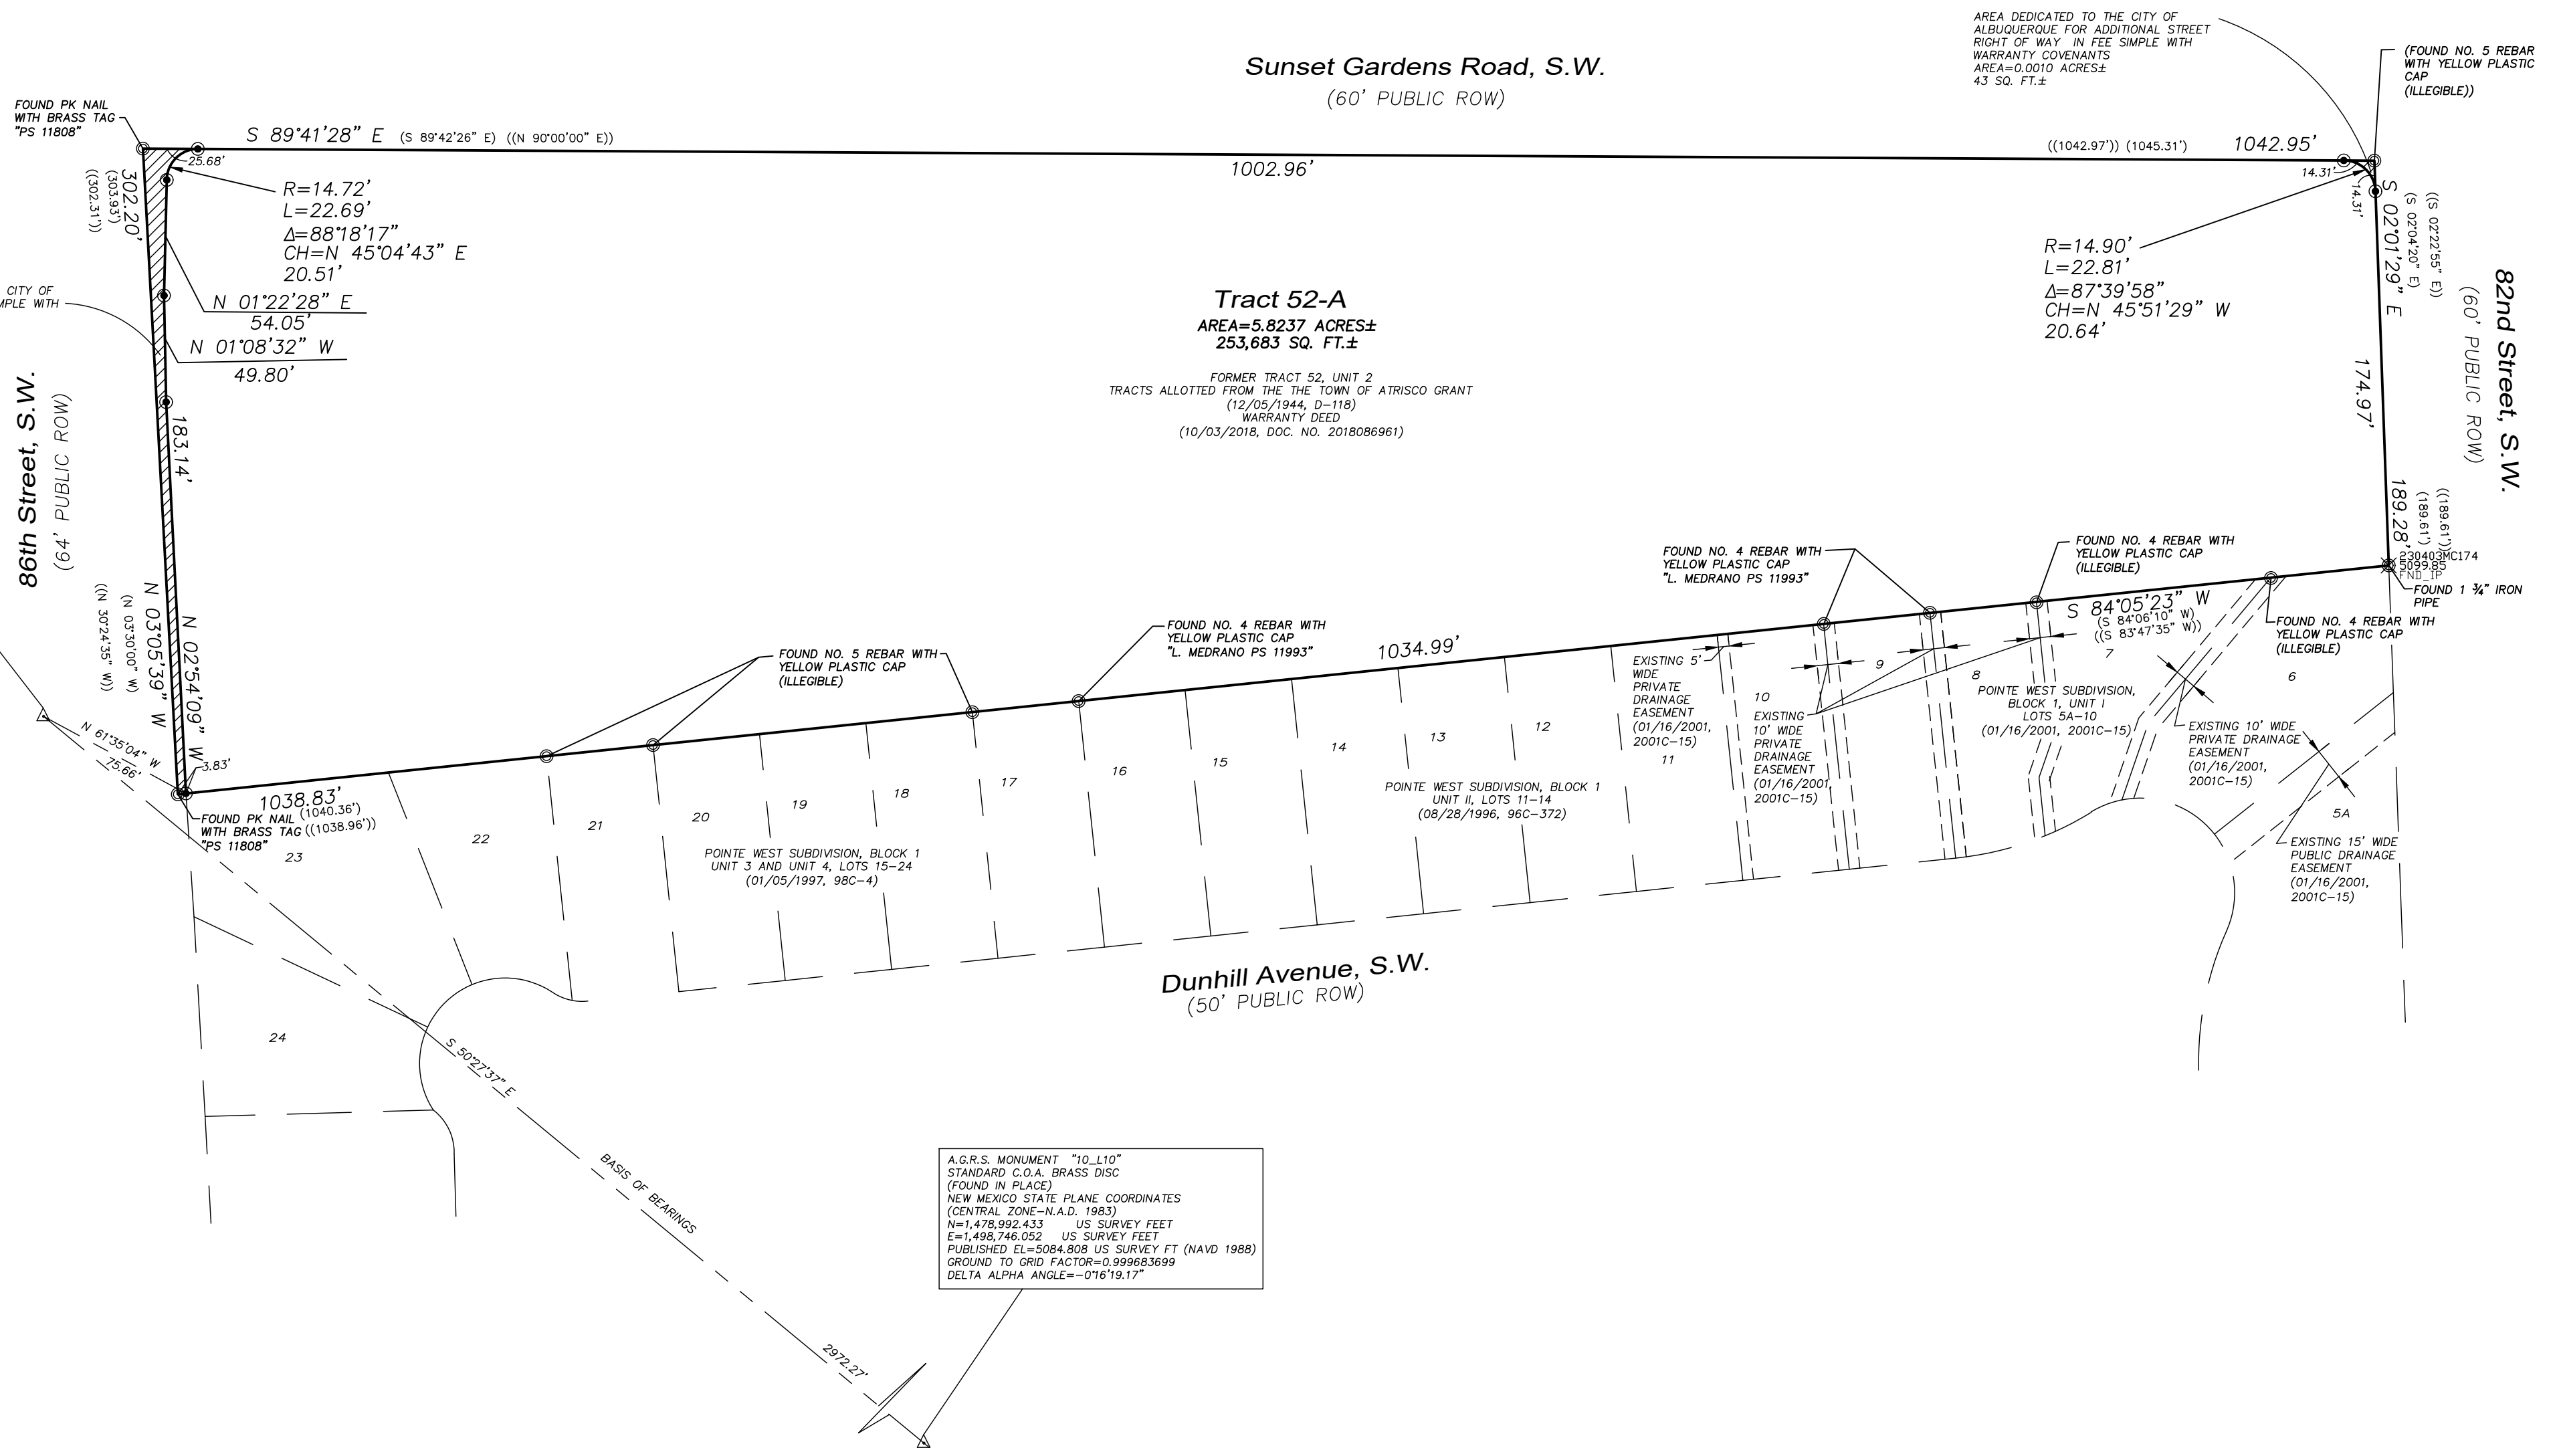 AREA DEDICATED TO THE CITY OF
ALBUQUERQUE FOR ADDITIONAL STREET
RIGHT OF WAY IN FEE SIMPLE WITH
WARRANTY COVENANTS
AREA=0.0010 ACRES±
43 SQ. FT.±
(FOUND NO. 5 REBAR
WITH YELLOW PLASTIC
CAP
(ILLEGIBLE))
Sunset Gardens Road, S.W.
(60' PUBLIC ROW)
FOUND PK NAIL
WITH BRASS TAG
"PS 11808"
S 89°41'28" E (S 89°42'26" E) ((N 90°00'00" E))
((1042.97')) (1045.31') 1042.95'
1002.96'
25.68'
14.31'
14.31'
302.20'
(303.93')
((302.31'))
R=14.72'
L=22.69'
Δ=88°18'17"
CH=N 45°04'43" E
20.51'
R=14.90'
L=22.81'
Δ=87°39'58"
CH=N 45°51'29" W
20.64'
S 02°01'29" E
(S 02°04'20" E)
((S 02°22'55" E))
82nd Street, S.W.
(60' PUBLIC ROW)
CITY OF
MPLE WITH
N 01°22'28" E
54.05'
N 01°08'32" W
49.80'
Tract 52-A
AREA=5.8237 ACRES±
253,683 SQ. FT.±
FORMER TRACT 52, UNIT 2
TRACTS ALLOTTED FROM THE THE TOWN OF ATRISCO GRANT
(12/05/1944, D-118)
WARRANTY DEED
(10/03/2018, DOC. NO. 2018086961)
174.97'
86th Street, S.W.
(64' PUBLIC ROW)
183.14'
189.28'
(189.61')
((189.61'))
230403MC174
5099.85
FND_IP
FOUND 1 ¾" IRON
PIPE
FOUND NO. 4 REBAR WITH
YELLOW PLASTIC CAP
"L. MEDRANO PS 11993"
FOUND NO. 4 REBAR WITH
YELLOW PLASTIC CAP
(ILLEGIBLE)
S 84°05'23" W
(S 84°06'10" W)
((S 83°47'35" W))
FOUND NO. 4 REBAR WITH
YELLOW PLASTIC CAP
(ILLEGIBLE)
N 03°05'39" W
(N 03°30'00" W)
((N 30°24'35" W))
N 02°54'09" W
FOUND NO. 5 REBAR WITH
YELLOW PLASTIC CAP
(ILLEGIBLE)
FOUND NO. 4 REBAR WITH
YELLOW PLASTIC CAP
"L. MEDRANO PS 11993"
1034.99'
EXISTING 5'
WIDE
PRIVATE
DRAINAGE
EASEMENT
(01/16/2001,
2001C-15)
EXISTING
10' WIDE
PRIVATE
DRAINAGE
EASEMENT
(01/16/2001,
2001C-15)
POINTE WEST SUBDIVISION,
BLOCK 1, UNIT I
LOTS 5A-10
(01/16/2001, 2001C-15)
EXISTING 10' WIDE
PRIVATE DRAINAGE
EASEMENT
(01/16/2001,
2001C-15)
EXISTING 15' WIDE
PUBLIC DRAINAGE
EASEMENT
(01/16/2001,
2001C-15)
N 61°35'04" W
75.66'
3.83'
1038.83'
(1040.36')
((1038.96'))
FOUND PK NAIL
WITH BRASS TAG
"PS 11808"
23
22
21
20
19
18
17
16
15
14
13
12
11
10
9
8
7
6
5A
24
POINTE WEST SUBDIVISION, BLOCK 1
UNIT 3 AND UNIT 4, LOTS 15-24
(01/05/1997, 98C-4)
POINTE WEST SUBDIVISION, BLOCK 1
UNIT II, LOTS 11-14
(08/28/1996, 96C-372)
Dunhill Avenue, S.W.
(50' PUBLIC ROW)
S 50°27'37" E
BASIS OF BEARINGS
2972.27'
A.G.R.S. MONUMENT "10_L10"
STANDARD C.O.A. BRASS DISC
(FOUND IN PLACE)
NEW MEXICO STATE PLANE COORDINATES
(CENTRAL ZONE-N.A.D. 1983)
N=1,478,992.433 US SURVEY FEET
E=1,498,746.052 US SURVEY FEET
PUBLISHED EL=5084.808 US SURVEY FT (NAVD 1988)
GROUND TO GRID FACTOR=0.999683699
DELTA ALPHA ANGLE=-0°16'19.17"